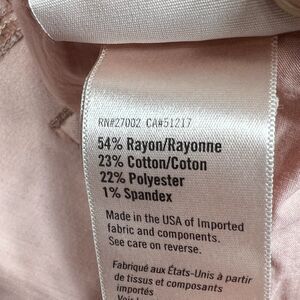 RN#27002 CA#51217
54% Rayon/Rayonne
23% Cotton/Coton
22% Polyester
1% Spandex
Made in the USA of Imported
fabric and components.
See care on reverse.
Fabriqué aux États-Unis à partir
de tissus et composants
importés